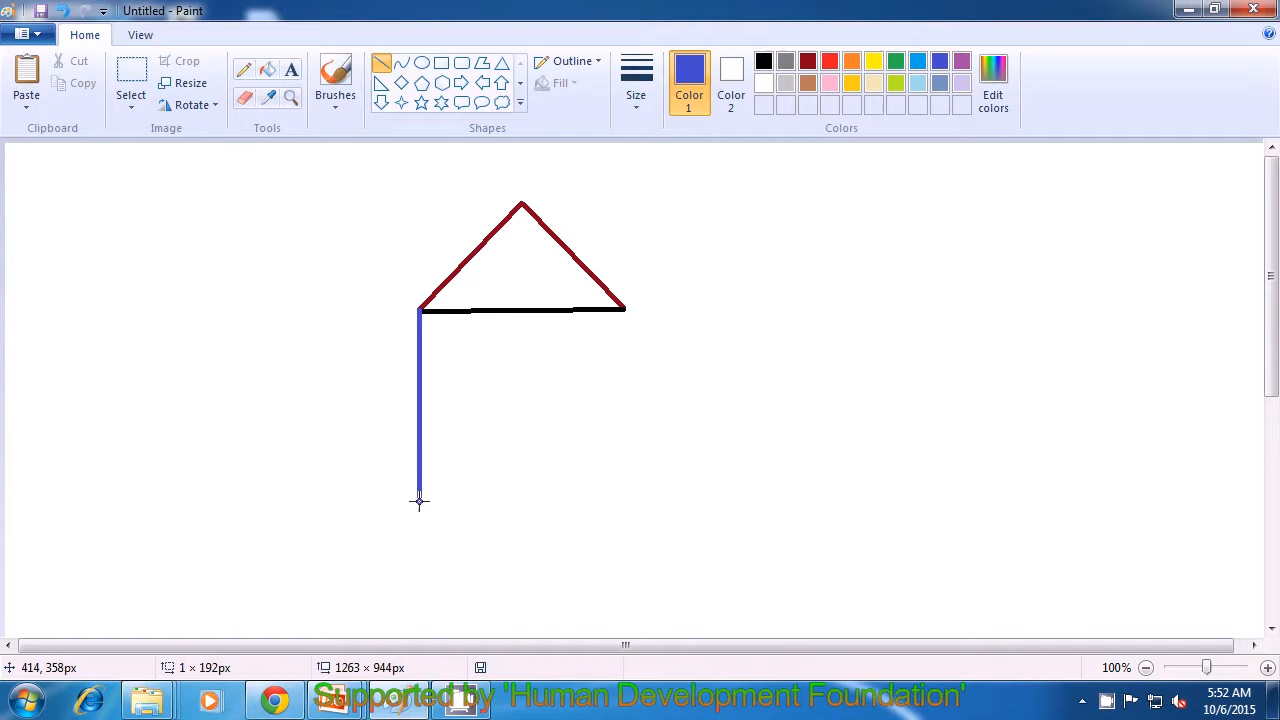 Untitled - Paint
Home View
Paste
Cut
Copy
Clipboard
Select
Crop
Resize
Rotate
Image
A
Tools
Brushes
Shapes
Outline
Fill
Size
Color 1
Color 2
Edit colors
Colors
414, 358px 1 × 192px 1263 × 944px 100%
Supported by 'Human Development Foundation'
5:52 AM
10/6/2015